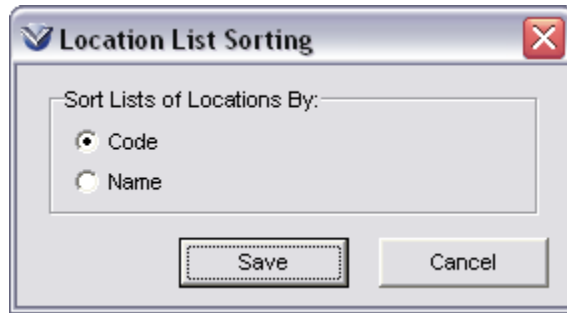 Location List Sorting
Sort Lists of Locations By:
Code
Name
Save Cancel